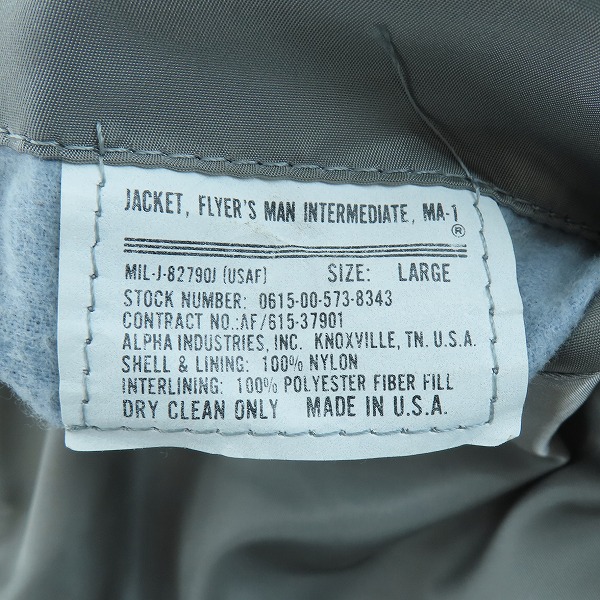 JACKET, FLYER'S MAN INTERMEDIATE, MA-1
®
MIL-J-82790J (USAF) SIZE: LARGE
STOCK NUMBER: 0615-00-573-8343
CONTRACT NO.:AF/615-37901
ALPHA INDUSTRIES, INC. KNOXVILLE, TN. U.S.A.
SHELL & LINING: 100% NYLON
INTERLINING: 100% POLYESTER FIBER FILL
DRY CLEAN ONLY MADE IN U.S.A.